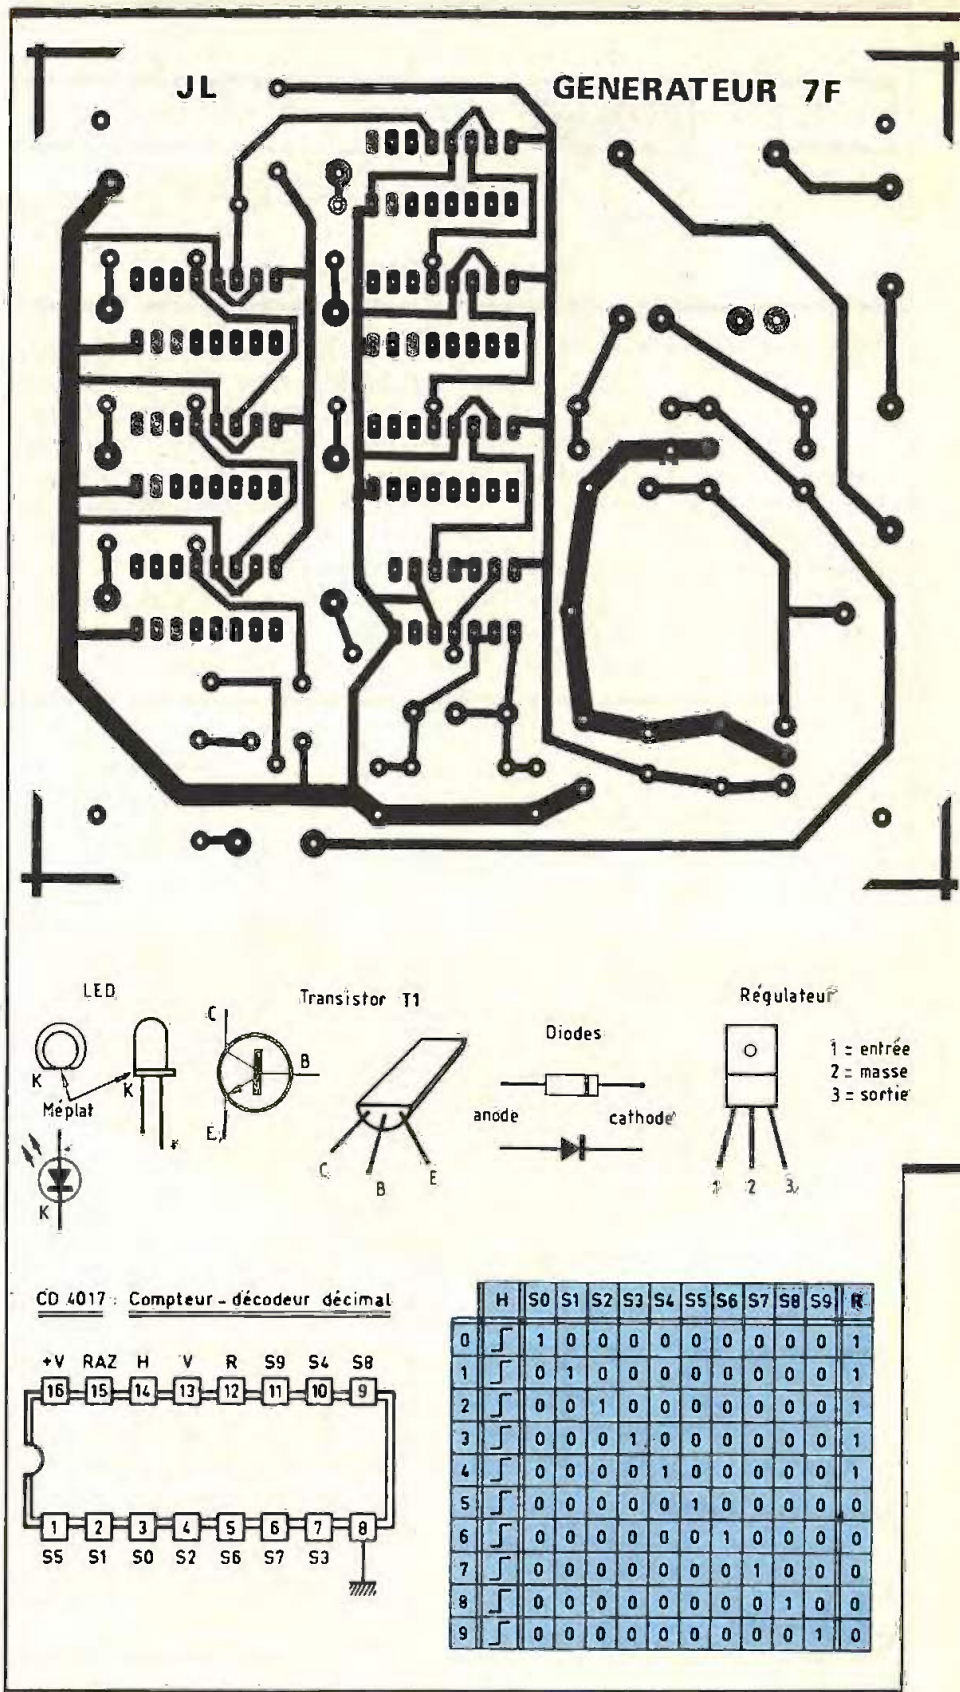 JL GENERATEUR 7F
LED
K
K
Méplat
K
C
B
E
Transistor T1
C B E
Diodes
anode cathode
Régulateur
1 = entrée
2 = masse
3 = sortie
1 2 3
CD 4017 : Compteur - décodeur décimal
+V RAZ H V R S9 S4 S8
16 15 14 13 12 11 10 9
1 2 3 4 5 6 7 8
S5 S1 S0 S2 S6 S7 S3
H S0 S1 S2 S3 S4 S5 S6 S7 S8 S9 R
0 1 0 0 0 0 0 0 0 0 0 1
1 0 1 0 0 0 0 0 0 0 0 1
2 0 0 1 0 0 0 0 0 0 0 1
3 0 0 0 1 0 0 0 0 0 0 1
4 0 0 0 0 1 0 0 0 0 0 1
5 0 0 0 0 0 1 0 0 0 0 0
6 0 0 0 0 0 0 1 0 0 0 0
7 0 0 0 0 0 0 0 1 0 0 0
8 0 0 0 0 0 0 0 0 1 0 0
9 0 0 0 0 0 0 0 0 0 1 0